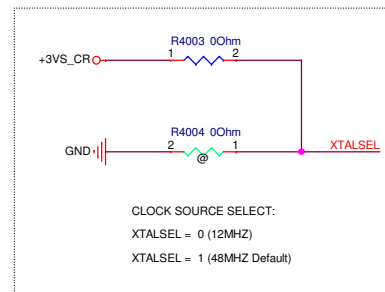 R4003 0Ohm
+3VS_CR 1 2
R4004 0Ohm
GND 2 1 XTALSEL
@
CLOCK SOURCE SELECT:
XTALSEL = 0 (12MHZ)
XTALSEL = 1 (48MHZ Default)